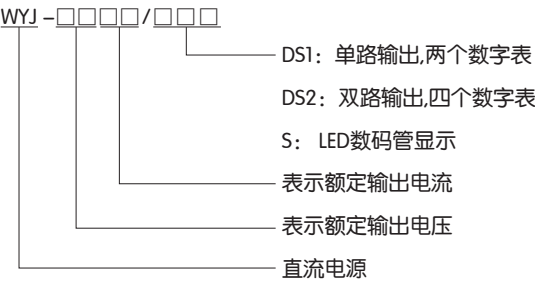 WYJ-□□□□/□□□
DS1：单路输出,两个数字表
DS2：双路输出,四个数字表
S： LED数码管显示
表示额定输出电流
表示额定输出电压
直流电源